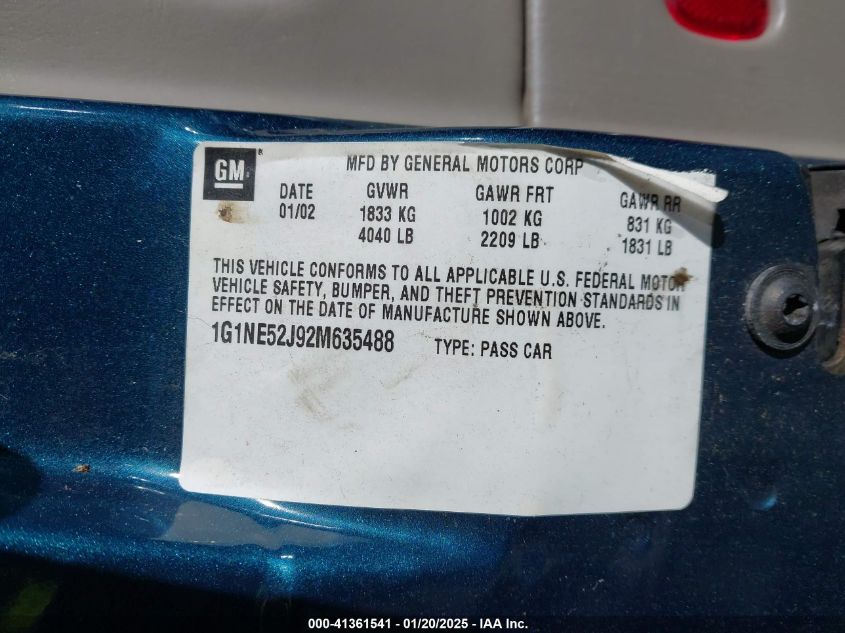 GM
MFD BY GENERAL MOTORS CORP
DATE GVWR GAWR FRT GAWR RR
01/02 1833 KG 1002 KG 831 KG
4040 LB 2209 LB 1831 LB
THIS VEHICLE CONFORMS TO ALL APPLICABLE U.S. FEDERAL MOTOR
VEHICLE SAFETY, BUMPER, AND THEFT PREVENTION STANDARDS IN
EFFECT ON THE DATE OF MANUFACTURE SHOWN ABOVE.
1G1NE52J92M635488 TYPE: PASS CAR
000-41361541 - 01/20/2025 - IAA Inc.